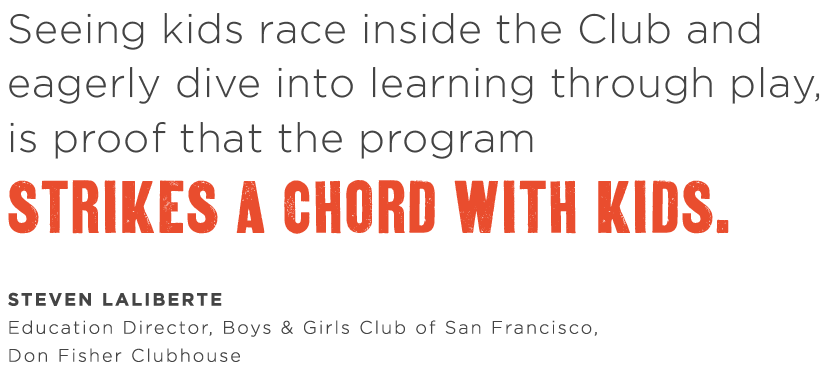 Seeing kids race inside the Club and
eagerly dive into learning through play,
is proof that the program
STRIKES A CHORD WITH KIDS.
STEVEN LALIBERTE
Education Director, Boys & Girls Club of San Francisco,
Don Fisher Clubhouse